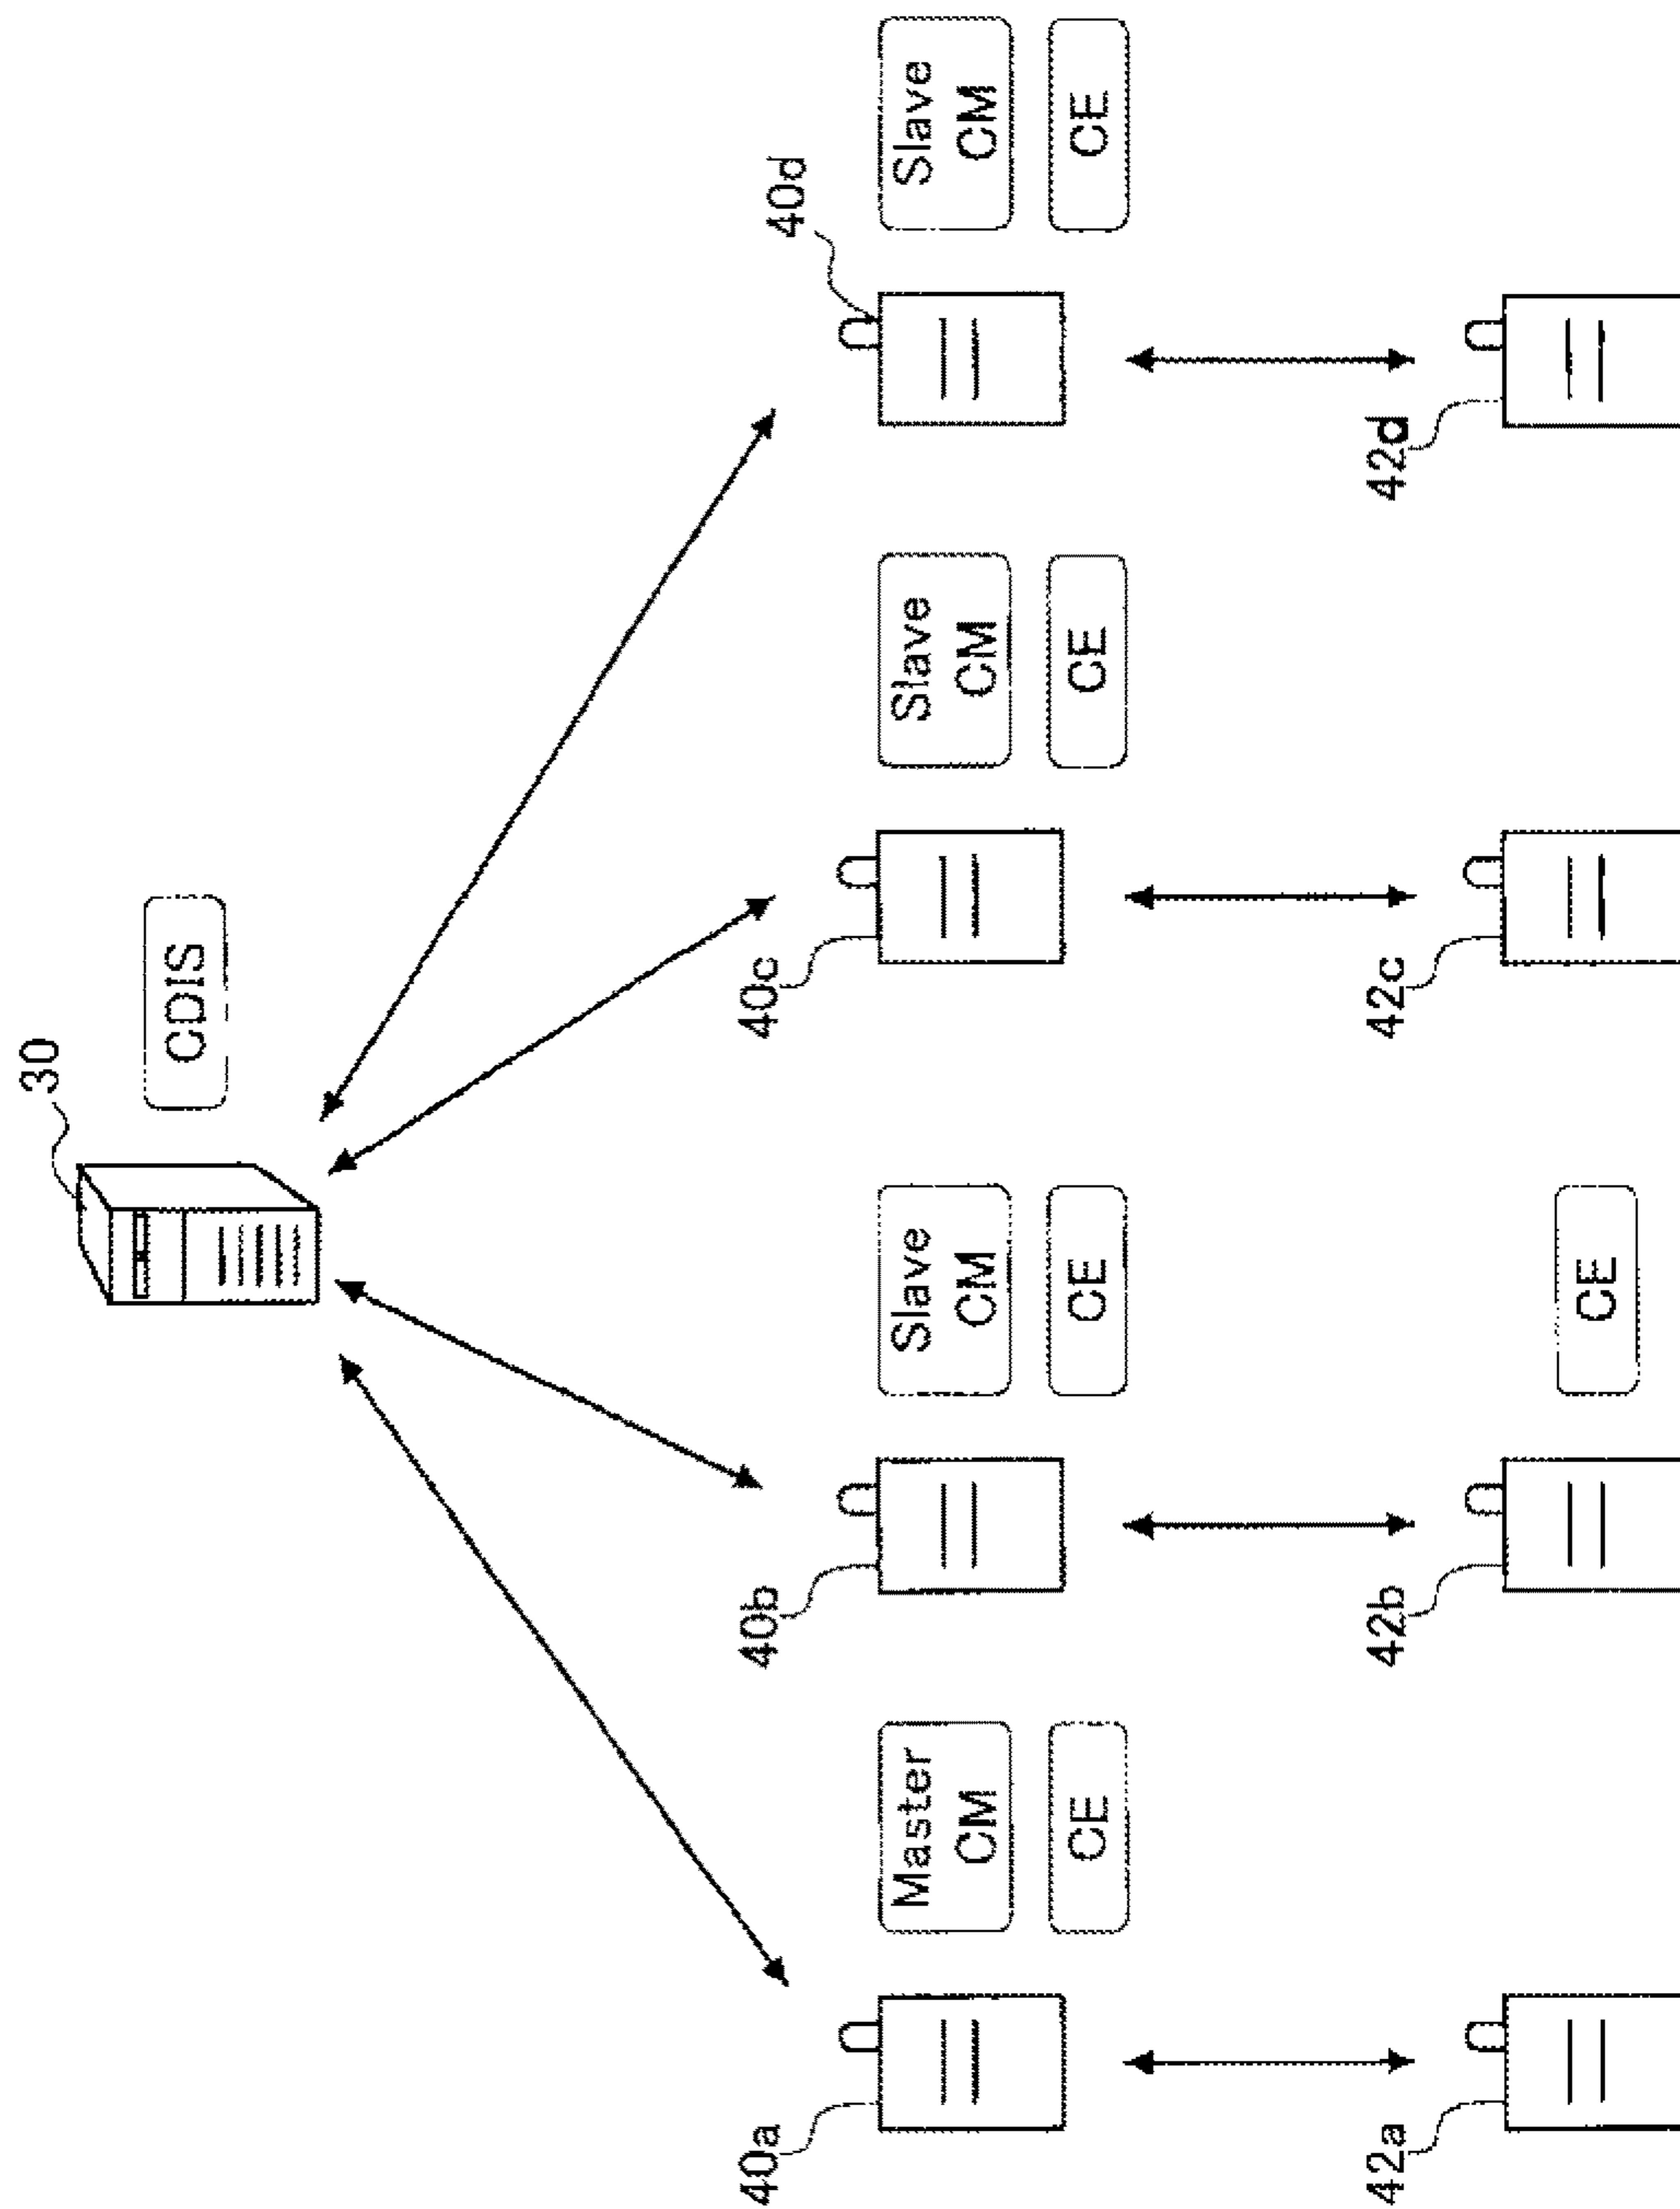 30
CDIS
40a
Master
CM
CE
40b
Slave
CM
CE
40c
Slave
CM
CE
40d
Slave
CM
CE
42a
42b
CE
42c
42d